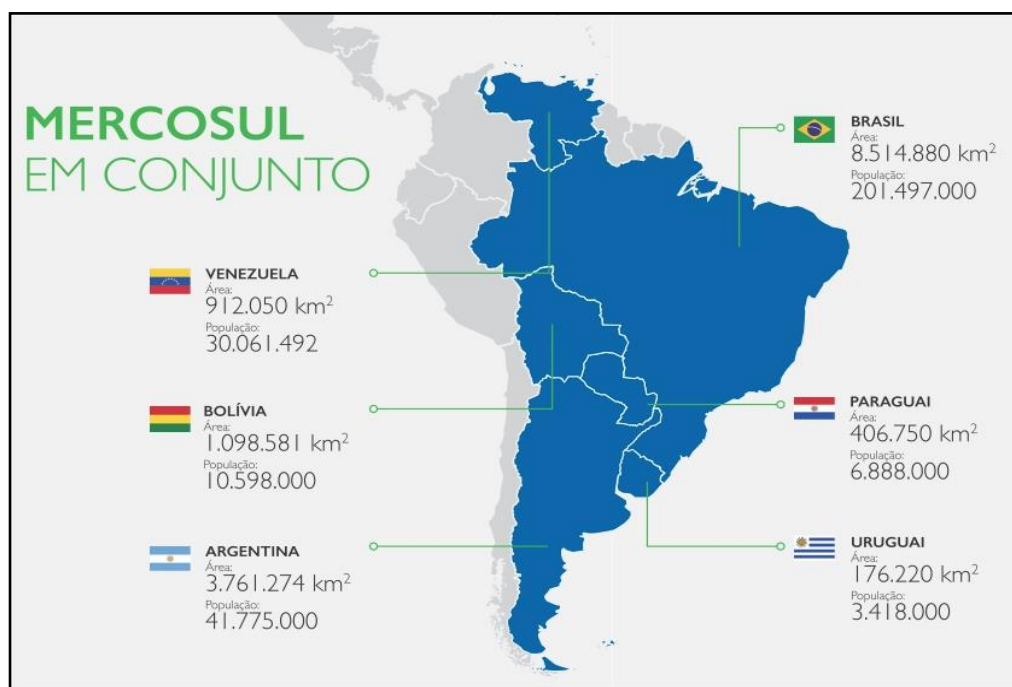 MERCOSUL
EM CONJUNTO
VENEZUELA
Área:
912.050 km²
População:
30.061.492
BOLÍVIA
Área:
1.098.581 km²
População:
10.598.000
ARGENTINA
Área:
3.761.274 km²
População:
41.775.000
BRASIL
Área:
8.514.880 km²
População:
201.497.000
PARAGUAI
Área:
406.750 km²
População:
6.888.000
URUGUAI
Área:
176.220 km²
População:
3.418.000